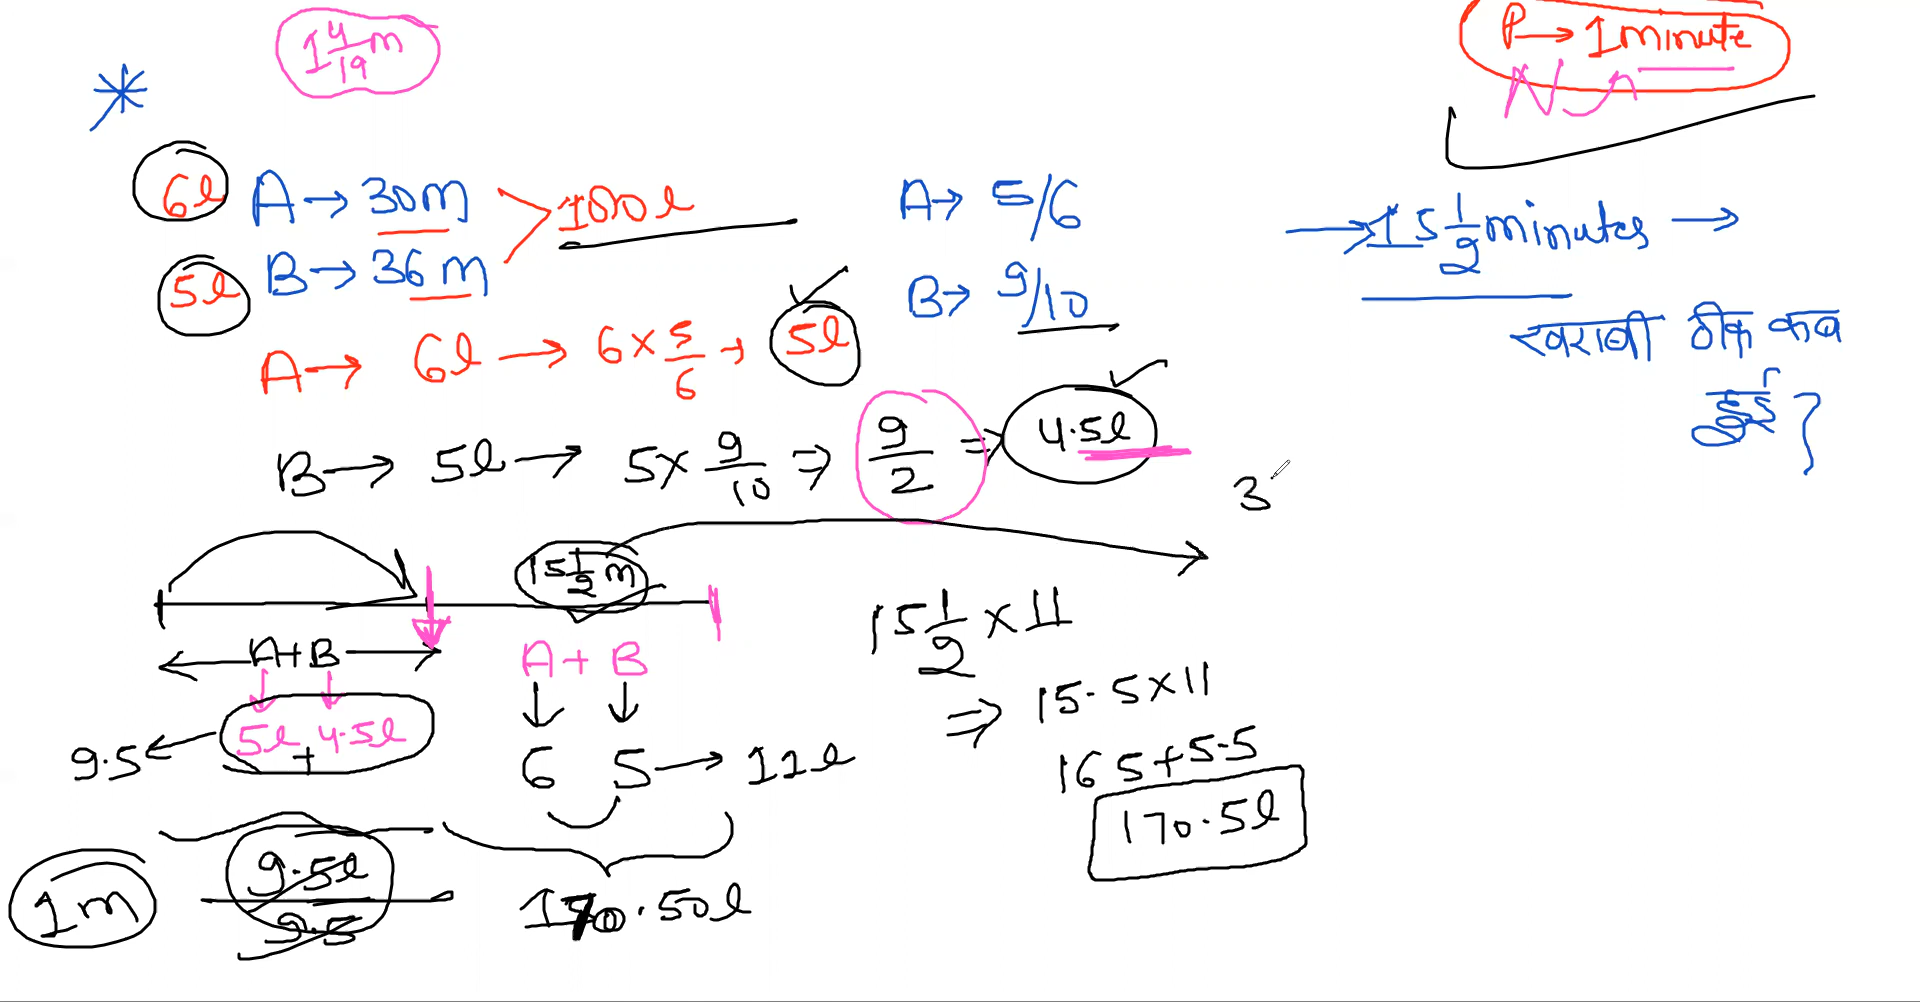 1 4/19 m
P → 1 minute
6l A → 30m
180l
A → 5/6
→ 15 1/2 minutes →
5l B → 36m
B → 9/10
खराबी ठीक कब
हुई ?
A → 6l → 6 × 5/6 → 5l
B → 5l → 5 × 9/10 ⇒ 9/2 ⇒ 4.5l
3
15 1/2 m
15 1/2 × 11
A+B
A + B
⇒ 15.5 × 11
9.5 ← 5l + 4.5l
6 5 → 11l
165 + 5.5
170.5l
1m
9.5l
9.5
170.50l